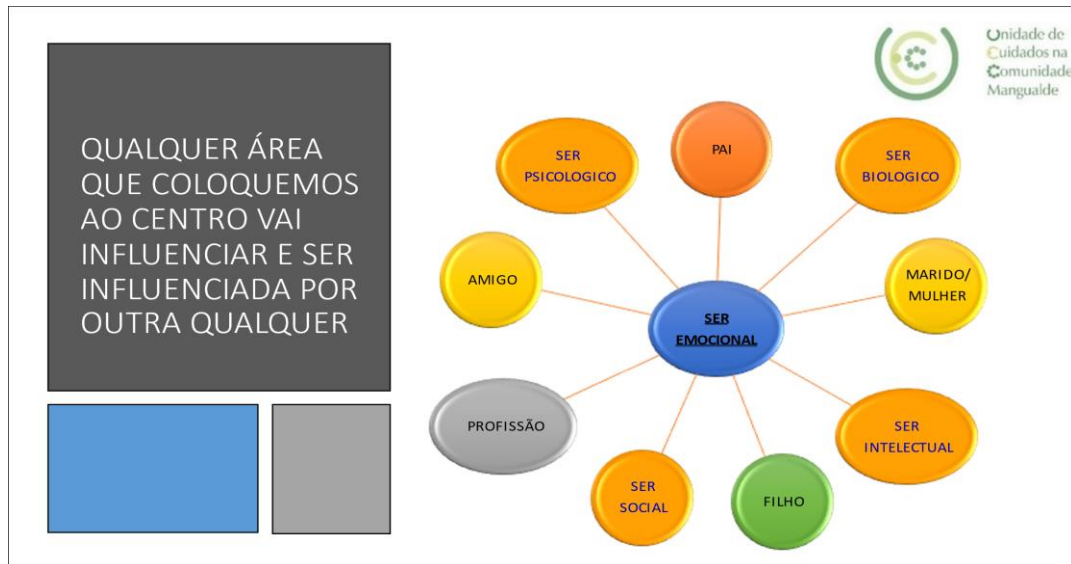 QUALQUER ÁREA
QUE COLOQUEMOS
AO CENTRO VAI
INFLUENCIAR E SER
INFLUENCIADA POR
OUTRA QUALQUER
Unidade de
Cuidados na
Comunidade
Mangualde
SER
PSICOLOGICO
PAI
SER
BIOLOGICO
AMIGO
MARIDO/
MULHER
SER
EMOCIONAL
PROFISSÃO
SER
INTELECTUAL
SER
SOCIAL
FILHO